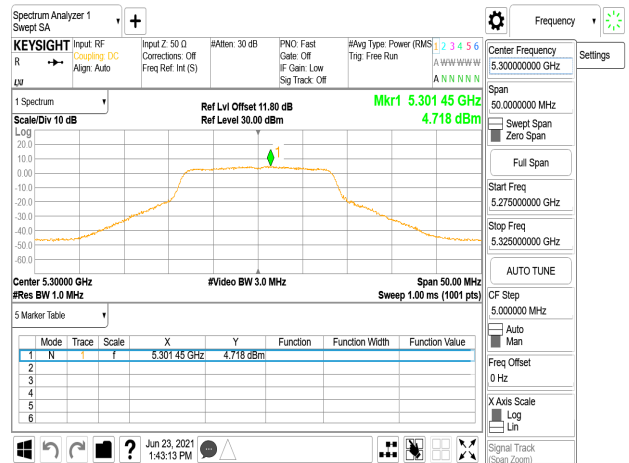 Spectrum Analyzer 1
Swept SA
Frequency
KEYSIGHT
R
Input: RF
Coupling: DC
Align: Auto
Input Z: 50 Ω
Corrections: Off
Freq Ref: Int (S)
#Atten: 30 dB
PNO: Fast
Gate: Off
IF Gain: Low
Sig Track: Off
#Avg Type: Power (RMS
Trig: Free Run
1 2 3 4 5 6
A W W W W W
A N N N N N
Center Frequency
5.300000000 GHz
Settings
Span
50.0000000 MHz
Swept Span
Zero Span
Full Span
Start Freq
5.275000000 GHz
Stop Freq
5.325000000 GHz
AUTO TUNE
CF Step
5.000000 MHz
Auto
Man
Freq Offset
0 Hz
X Axis Scale
Log
Lin
Signal Track
(Span Zoom)
1 Spectrum
Scale/Div 10 dB
Ref Lvl Offset 11.80 dB
Ref Level 30.00 dBm
Mkr1 5.301 45 GHz
4.718 dBm
Log
20.0
10.0
0.00
-10.0
-20.0
-30.0
-40.0
-50.0
-60.0
1
Center 5.30000 GHz
#Video BW 3.0 MHz
Span 50.00 MHz
#Res BW 1.0 MHz
Sweep 1.00 ms (1001 pts)
5 Marker Table
Mode Trace Scale X Y Function Function Width Function Value
1 N 1 f 5.301 45 GHz 4.718 dBm
2
3
4
5
6
?
Jun 23, 2021
1:43:13 PM